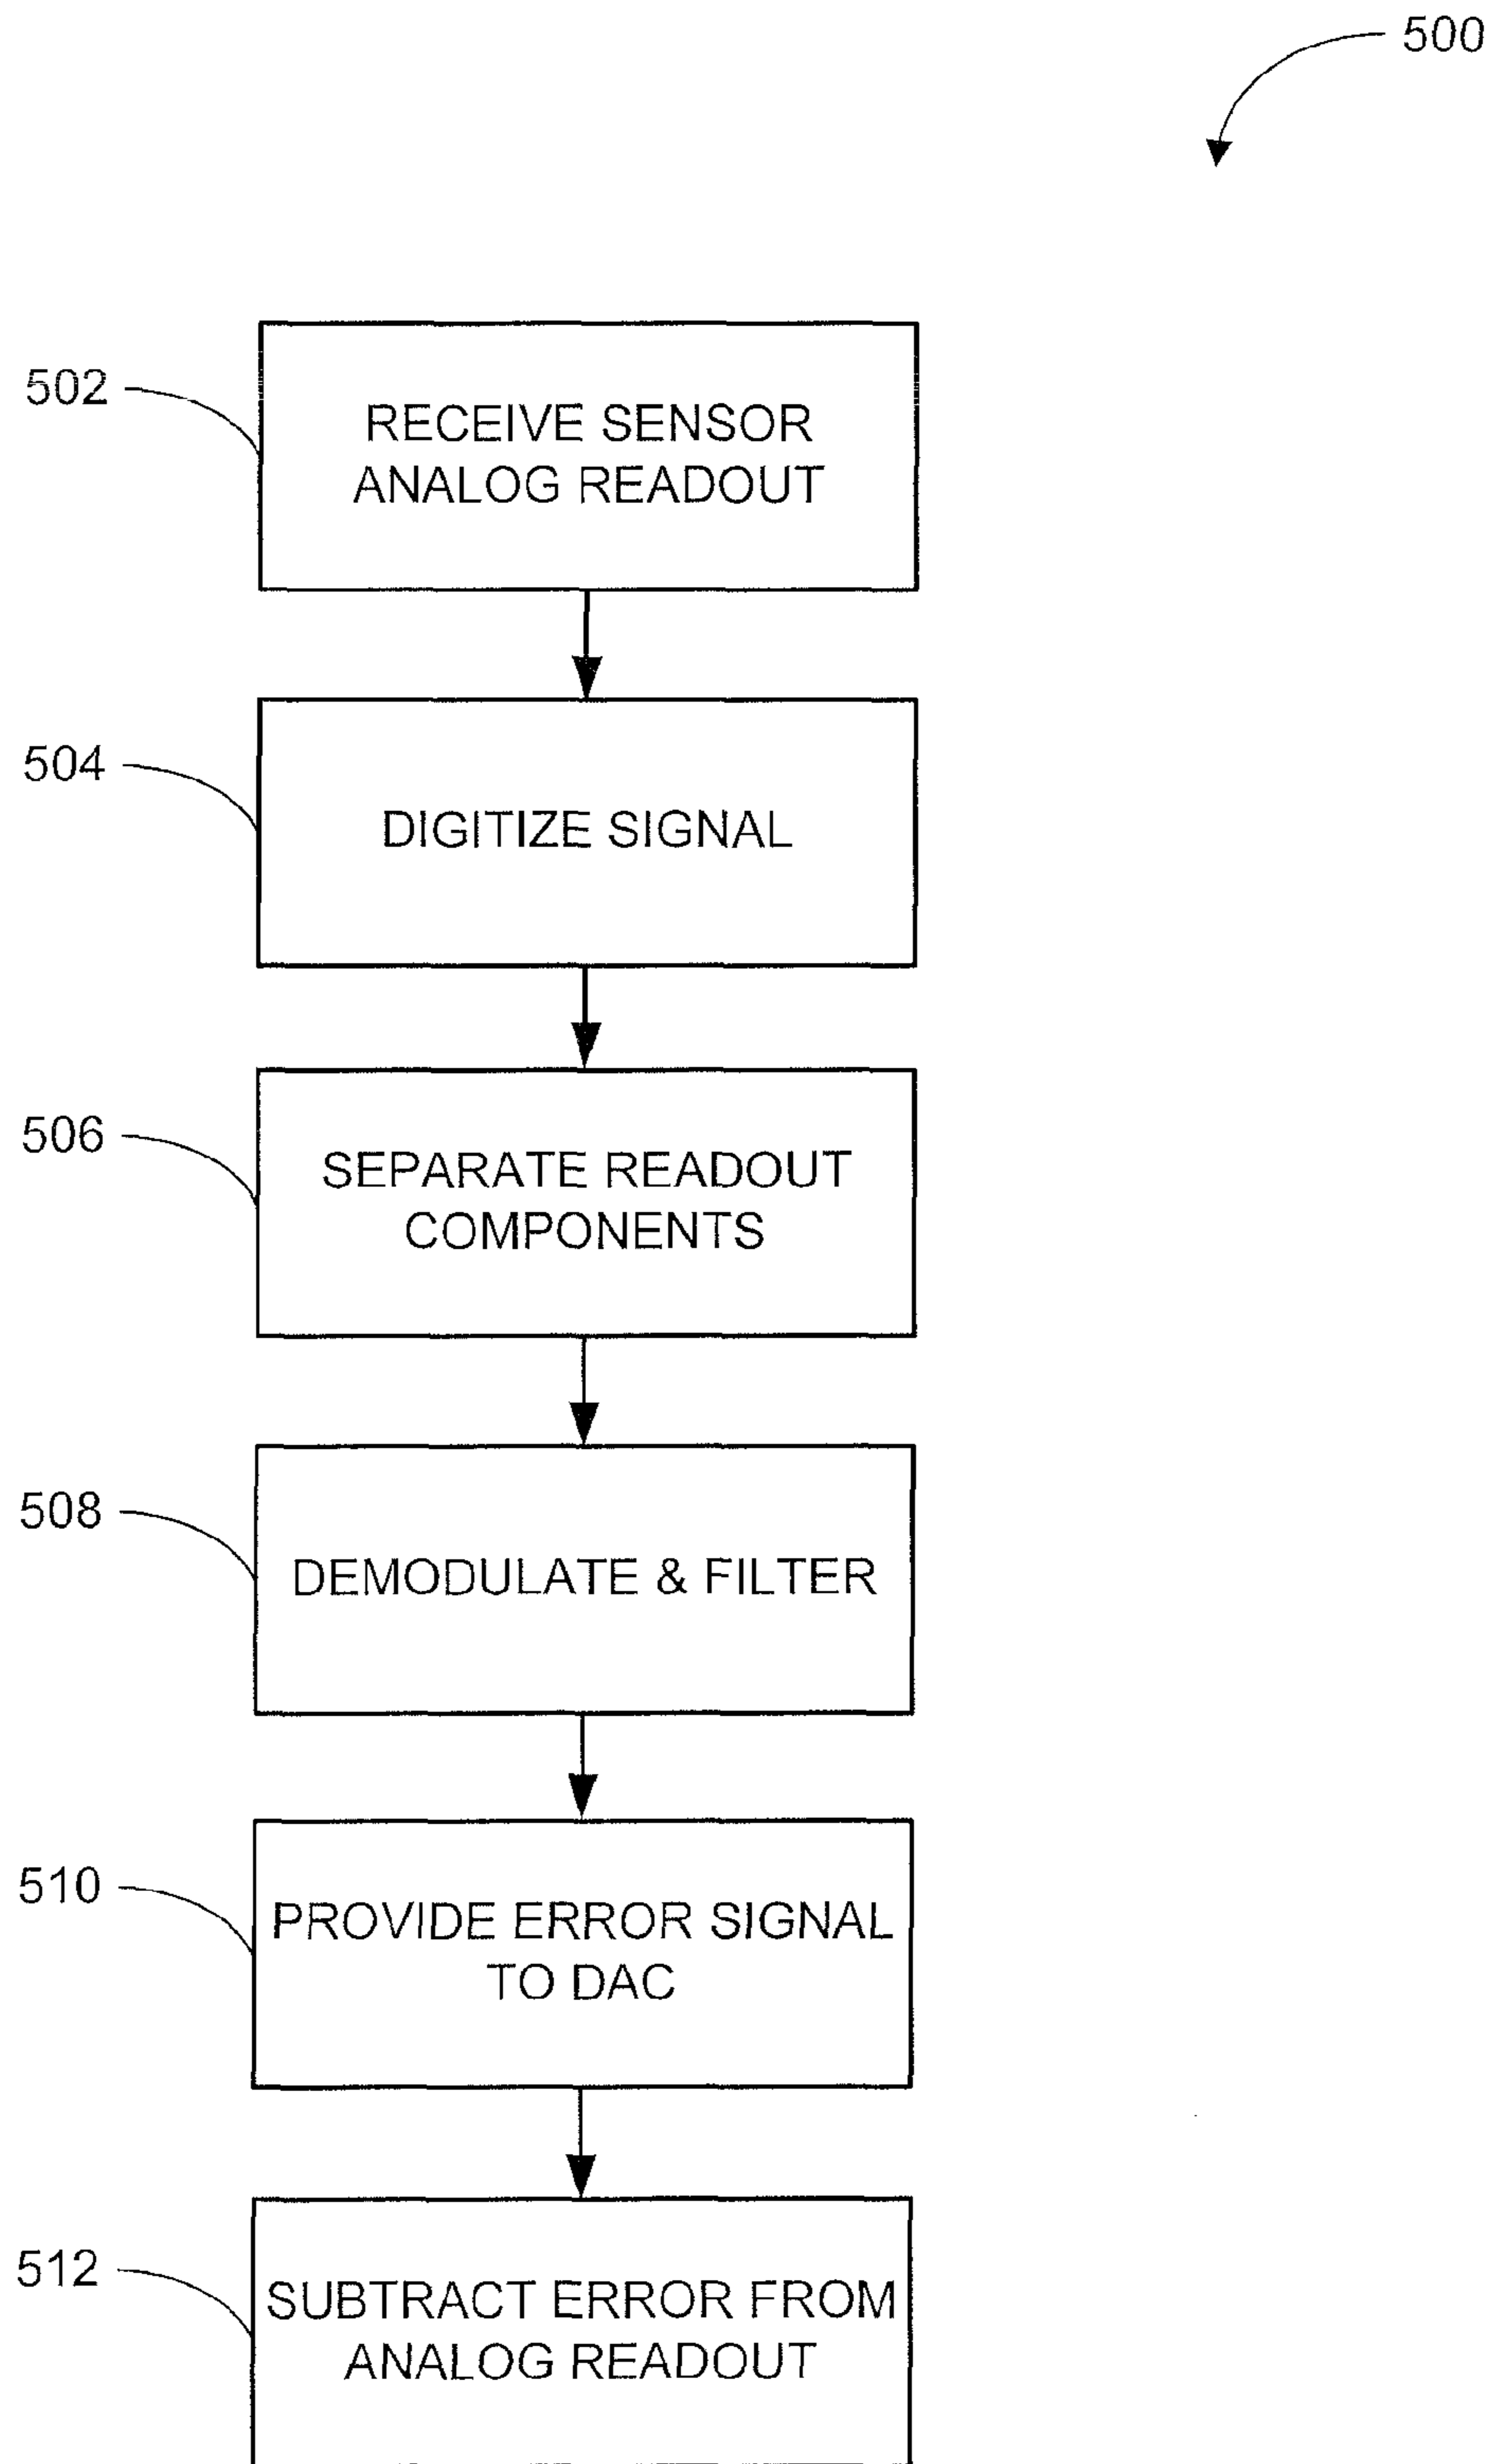 500
502
RECEIVE SENSOR
ANALOG READOUT
504
DIGITIZE SIGNAL
506
SEPARATE READOUT
COMPONENTS
508
DEMODULATE & FILTER
510
PROVIDE ERROR SIGNAL
TO DAC
512
SUBTRACT ERROR FROM
ANALOG READOUT